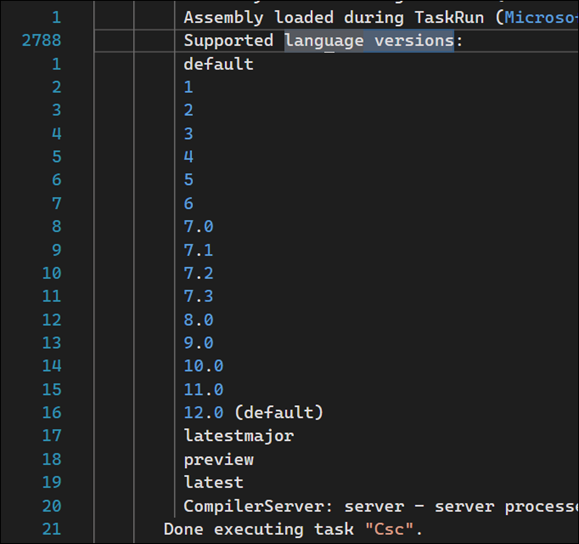 1 Assembly loaded during TaskRun (Microso
2788 Supported language versions:
1 default
2 1
3 2
4 3
5 4
6 5
7 6
8 7.0
9 7.1
10 7.2
11 7.3
12 8.0
13 9.0
14 10.0
15 11.0
16 12.0 (default)
17 latestmajor
18 preview
19 latest
20 CompilerServer: server - server processe
21 Done executing task "Csc".